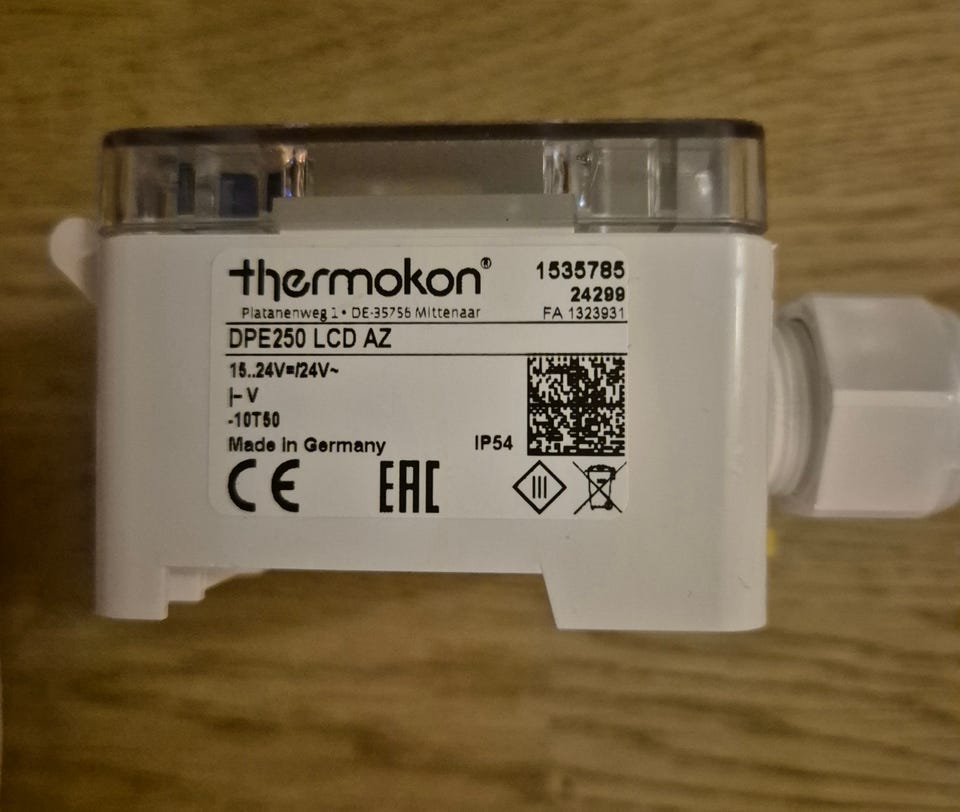 thermokon®
1535785
24299
Platanenweg 1 • DE-35756 Mittenaar
FA 1323931
DPE250 LCD AZ
15..24V=/24V~
|– V
-10T50
Made in Germany
IP54
CE
EAC
III